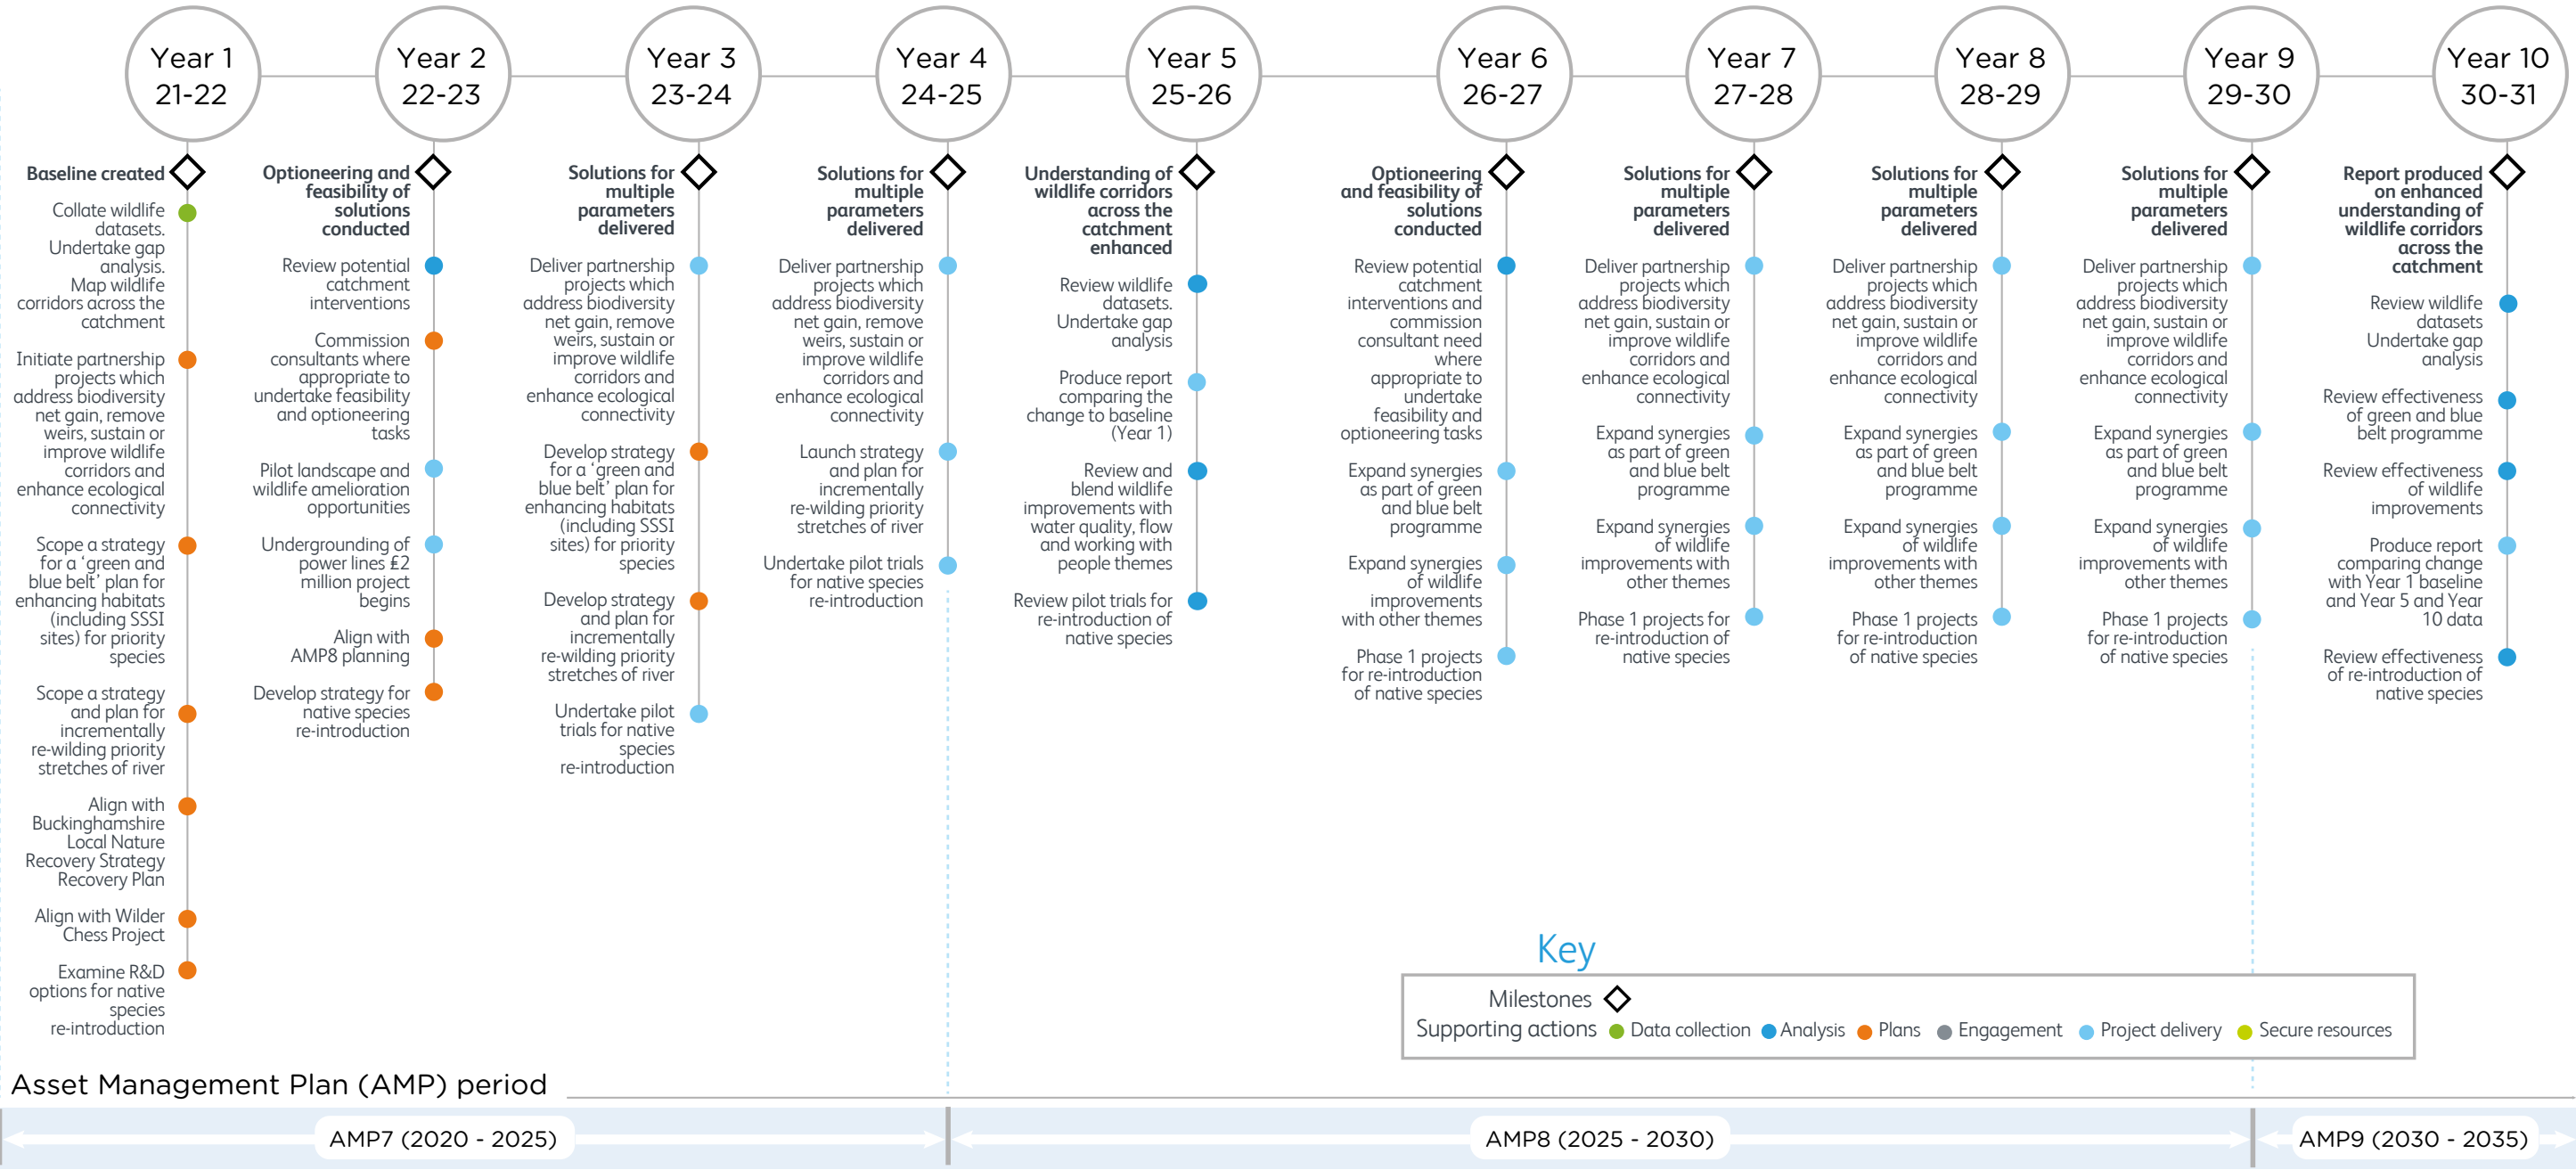 Year 1
21-22
Year 2
22-23
Year 3
23-24
Year 4
24-25
Year 5
25-26
Year 6
26-27
Year 7
27-28
Year 8
28-29
Year 9
29-30
Year 10
30-31
Baseline created
Collate wildlife
datasets.
Undertake gap
analysis.
Map wildlife
corridors across the
catchment
Initiate partnership
projects which
address biodiversity
net gain, remove
weirs, sustain or
improve wildlife
corridors and
enhance ecological
connectivity
Scope a strategy
for a ‘green and
blue belt’ plan for
enhancing habitats
(including SSSI
sites) for priority
species
Scope a strategy
and plan for
incrementally
re-wilding priority
stretches of river
Align with
Buckinghamshire
Local Nature
Recovery Strategy
Recovery Plan
Align with Wilder
Chess Project
Examine R&D
options for native
species
re-introduction
Optioneering and
feasibility of
solutions
conducted
Review potential
catchment
interventions
Commission
consultants where
appropriate to
undertake feasibility
and optioneering
tasks
Pilot landscape and
wildlife amelioration
opportunities
Undergrounding of
power lines £2
million project
begins
Align with
AMP8 planning
Develop strategy for
native species
re-introduction
Solutions for
multiple
parameters
delivered
Deliver partnership
projects which
address biodiversity
net gain, remove
weirs, sustain or
improve wildlife
corridors and
enhance ecological
connectivity
Develop strategy
for a ‘green and
blue belt’ plan for
enhancing habitats
(including SSSI
sites) for priority
species
Develop strategy
and plan for
incrementally
re-wilding priority
stretches of river
Undertake pilot
trials for native
species
re-introduction
Solutions for
multiple
parameters
delivered
Deliver partnership
projects which
address biodiversity
net gain, remove
weirs, sustain or
improve wildlife
corridors and
enhance ecological
connectivity
Launch strategy
and plan for
incrementally
re-wilding priority
stretches of river
Undertake pilot trials
for native species
re-introduction
Understanding of
wildlife corridors
across the
catchment
enhanced
Review wildlife
datasets.
Undertake gap
analysis
Produce report
comparing the
change to baseline
(Year 1)
Review and
blend wildlife
improvements with
water quality, flow
and working with
people themes
Review pilot trials for
re-introduction of
native species
Optioneering
and feasibility of
solutions
conducted
Review potential
catchment
interventions and
commission
consultant need
where
appropriate to
undertake
feasibility and
optioneering tasks
Expand synergies
as part of green
and blue belt
programme
Expand synergies
of wildlife
improvements
with other themes
Phase 1 projects
for re-introduction
of native species
Solutions for
multiple
parameters
delivered
Deliver partnership
projects which
address biodiversity
net gain, sustain or
improve wildlife
corridors and
enhance ecological
connectivity
Expand synergies
as part of green
and blue belt
programme
Expand synergies
of wildlife
improvements with
other themes
Phase 1 projects for
re-introduction of
native species
Solutions for
multiple
parameters
delivered
Deliver partnership
projects which
address biodiversity
net gain, sustain or
improve wildlife
corridors and
enhance ecological
connectivity
Expand synergies
as part of green
and blue belt
programme
Expand synergies
of wildlife
improvements with
other themes
Phase 1 projects
for re-introduction
of native species
Solutions for
multiple
parameters
delivered
Deliver partnership
projects which
address biodiversity
net gain, sustain or
improve wildlife
corridors and
enhance ecological
connectivity
Expand synergies
as part of green
and blue belt
programme
Expand synergies
of wildlife
improvements with
other themes
Phase 1 projects
for re-introduction
of native species
Report produced
on enhanced
understanding of
wildlife corridors
across the
catchment
Review wildlife
datasets
Undertake gap
analysis
Review effectiveness
of green and blue
belt programme
Review effectiveness
of wildlife
improvements
Produce report
comparing change
with Year 1 baseline
and Year 5 and Year
10 data
Review effectiveness
of re-introduction of
native species
Key
Milestones
Supporting actions Data collection Analysis Plans Engagement Project delivery Secure resources
Asset Management Plan (AMP) period
AMP7 (2020 - 2025)
AMP8 (2025 - 2030)
AMP9 (2030 - 2035)